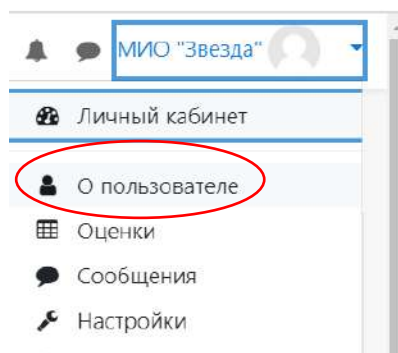 МИО "Звезда"
Личный кабинет
О пользователе
Оценки
Сообщения
Настройки